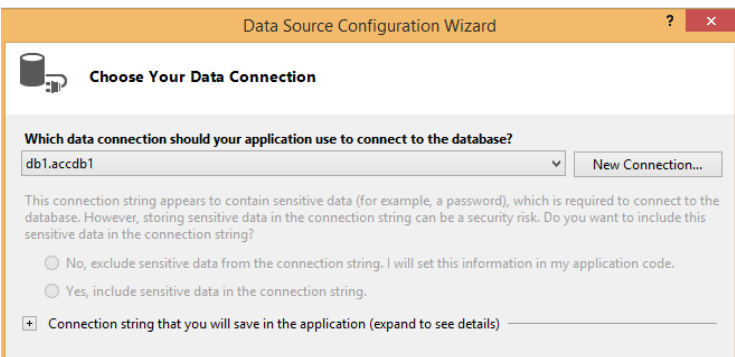 Data Source Configuration Wizard
? ×
Choose Your Data Connection
Which data connection should your application use to connect to the database?
db1.accdb1
New Connection...
This connection string appears to contain sensitive data (for example, a password), which is required to connect to the
database. However, storing sensitive data in the connection string can be a security risk. Do you want to include this
sensitive data in the connection string?
No, exclude sensitive data from the connection string. I will set this information in my application code.
Yes, include sensitive data in the connection string.
+ Connection string that you will save in the application (expand to see details)